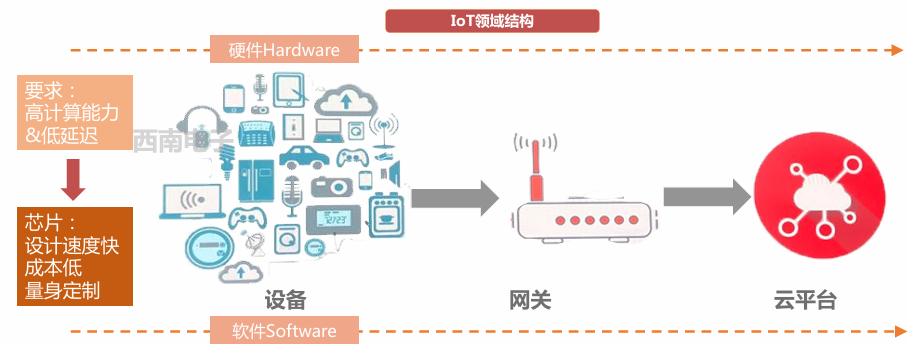 IoT领域结构
硬件Hardware
要求：
高计算能力
&低延迟
西南电子
芯片：
设计速度快
成本低
量身定制
设备
网关
云平台
软件Software